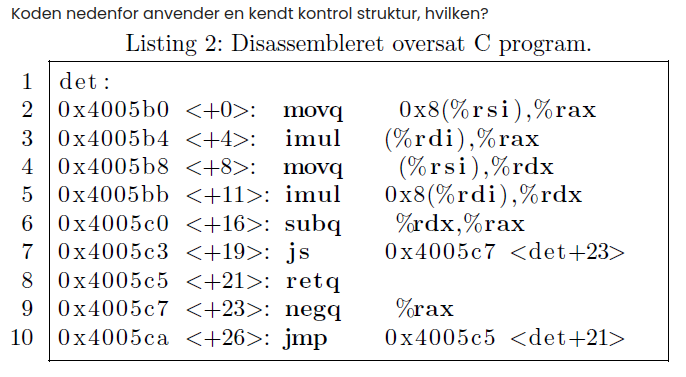 Koden nedenfor anvender en kendt kontrol struktur, hvilken?
Listing 2: Disassembleret oversat C program.
1 det:
2 0x4005b0 <+0>: movq 0x8(%rsi),%rax
3 0x4005b4 <+4>: imul (%rdi),%rax
4 0x4005b8 <+8>: movq (%rsi),%rdx
5 0x4005bb <+11>: imul 0x8(%rdi),%rdx
6 0x4005c0 <+16>: subq %rdx,%rax
7 0x4005c3 <+19>: js 0x4005c7 <det+23>
8 0x4005c5 <+21>: retq
9 0x4005c7 <+23>: negq %rax
10 0x4005ca <+26>: jmp 0x4005c5 <det+21>